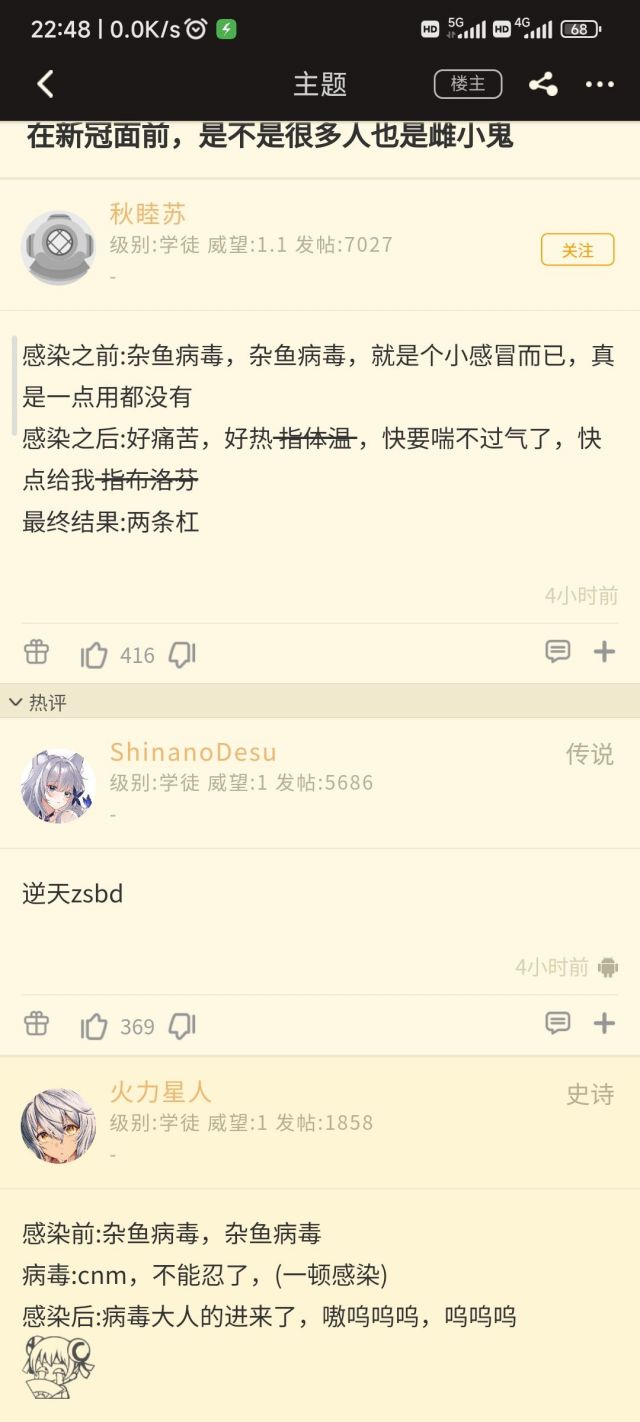 22:48 | 0.0K/s
HD 5G HD 4G 68
主题
楼主
在新冠面前，是不是很多人也是雌小鬼
秋睦苏
级别:学徒 威望:1.1 发帖:7027
-
关注
感染之前:杂鱼病毒，杂鱼病毒，就是个小感冒而已，真
是一点用都没有
感染之后:好痛苦，好热指体温，快要喘不过气了，快
点给我指布洛芬
最终结果:两条杠
4小时前
416
热评
ShinanoDesu
传说
级别:学徒 威望:1 发帖:5686
-
逆天zsbd
4小时前
369
火力星人
史诗
级别:学徒 威望:1 发帖:1858
-
感染前:杂鱼病毒，杂鱼病毒
病毒:cnm，不能忍了，(一顿感染)
感染后:病毒大人的进来了，嗷呜呜呜，呜呜呜